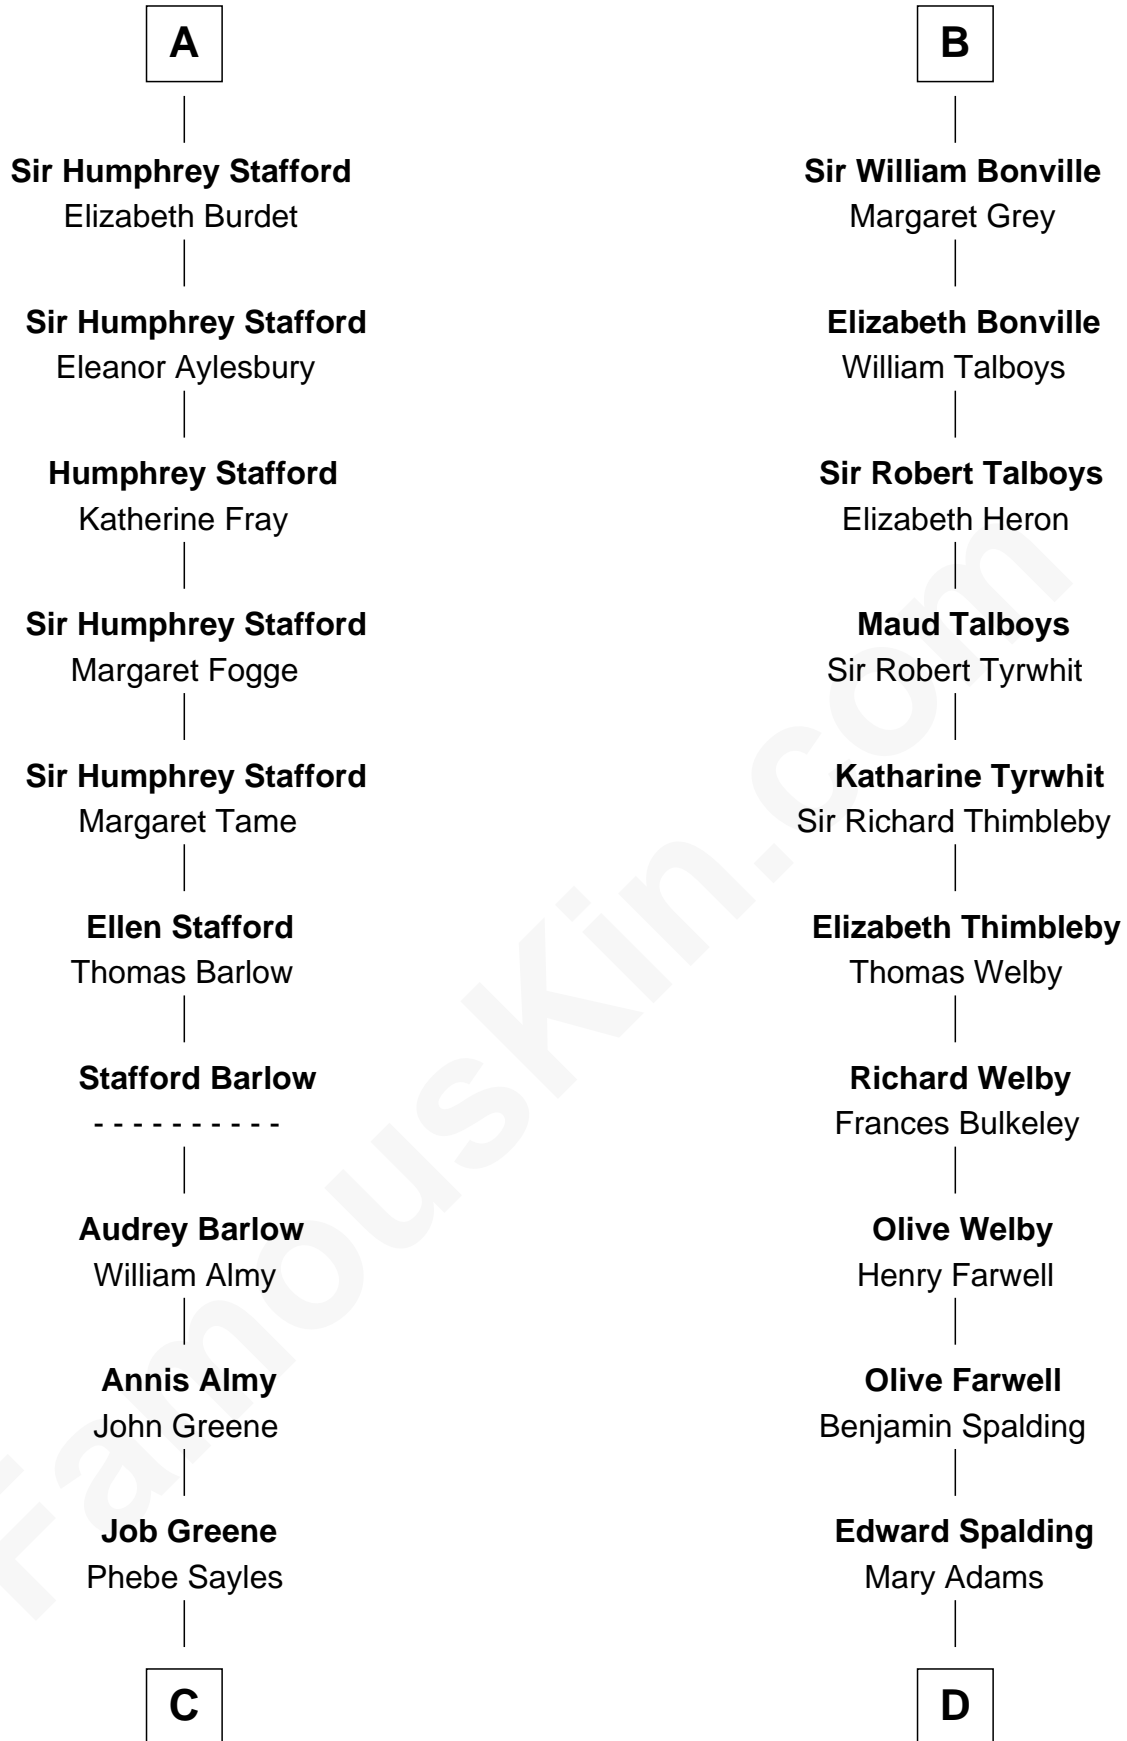 A
Sir Humphrey Stafford
Elizabeth Burdet
Sir Humphrey Stafford
Eleanor Aylesbury
Humphrey Stafford
Katherine Fray
Sir Humphrey Stafford
Margaret Fogge
Sir Humphrey Stafford
Margaret Tame
Ellen Stafford
Thomas Barlow
Stafford Barlow
- - - - - - - - - -
Audrey Barlow
William Almy
Annis Almy
John Greene
Job Greene
Phebe Sayles
C
B
Sir William Bonville
Margaret Grey
Elizabeth Bonville
William Talboys
Sir Robert Talboys
Elizabeth Heron
Maud Talboys
Sir Robert Tyrwhit
Katharine Tyrwhit
Sir Richard Thimbleby
Elizabeth Thimbleby
Thomas Welby
Richard Welby
Frances Bulkeley
Olive Welby
Henry Farwell
Olive Farwell
Benjamin Spalding
Edward Spalding
Mary Adams
D
FamousKin.com